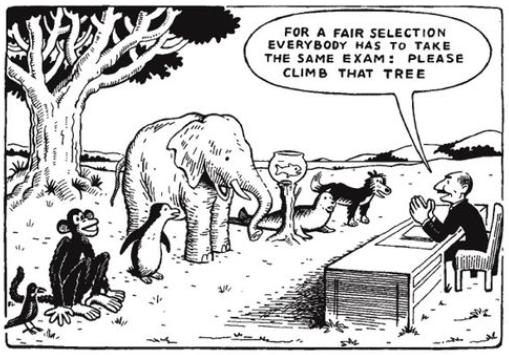 FOR A FAIR SELECTION
EVERYBODY HAS TO TAKE
THE SAME EXAM: PLEASE
CLIMB THAT TREE